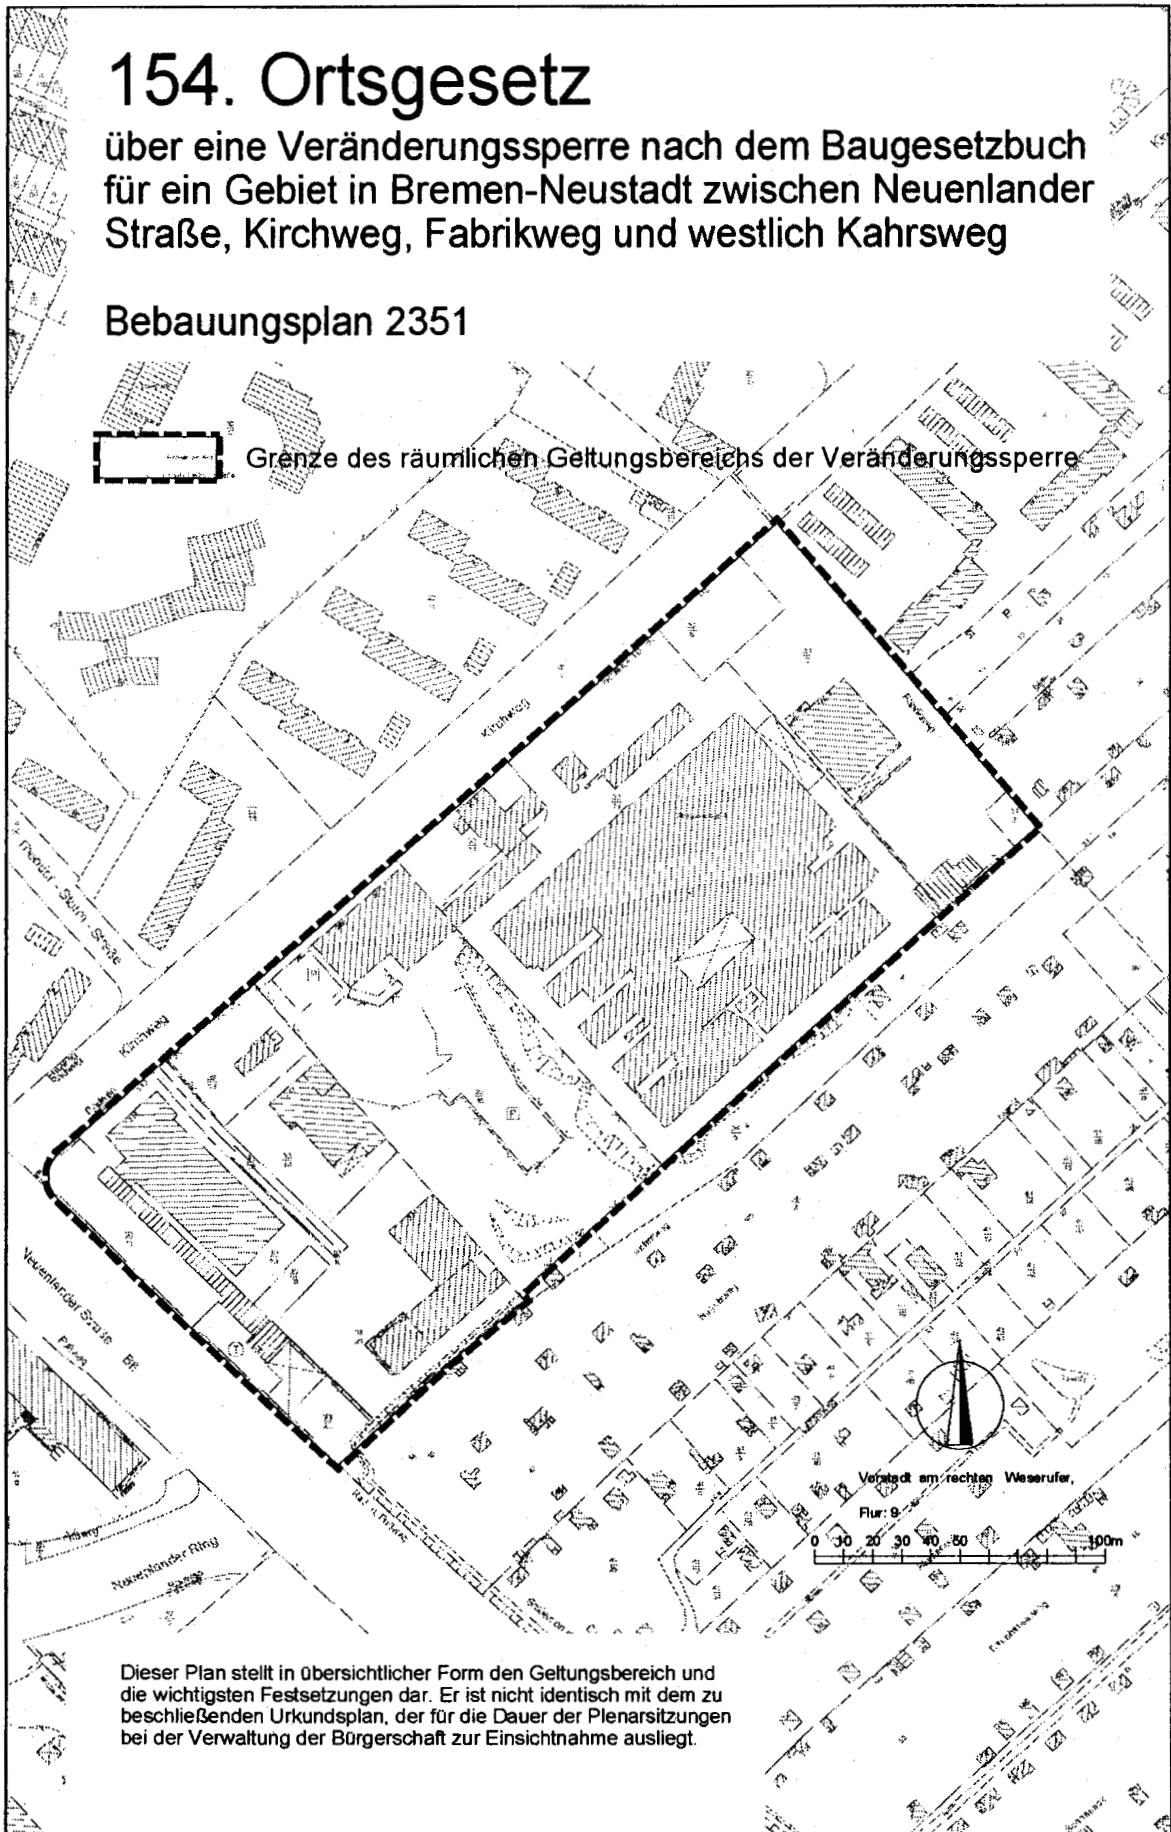 154. Ortsgesetz
über eine Veränderungssperre nach dem Baugesetzbuch
für ein Gebiet in Bremen-Neustadt zwischen Neuenlander
Straße, Kirchweg, Fabrikweg und westlich Kahrsweg
Bebauungsplan 2351
Grenze des räumlichen Geltungsbereichs der Veränderungssperre
Kirchweg
Straße
Kirchweg
Neuenlander Straße B6
Neuenlander Ring
Vorstadt am rechten Weserufer,
Flur: 9
0 10 20 30 40 50 100m
Dieser Plan stellt in übersichtlicher Form den Geltungsbereich und
die wichtigsten Festsetzungen dar. Er ist nicht identisch mit dem zu
beschließenden Urkundsplan, der für die Dauer der Plenarsitzungen
bei der Verwaltung der Bürgerschaft zur Einsichtnahme ausliegt.